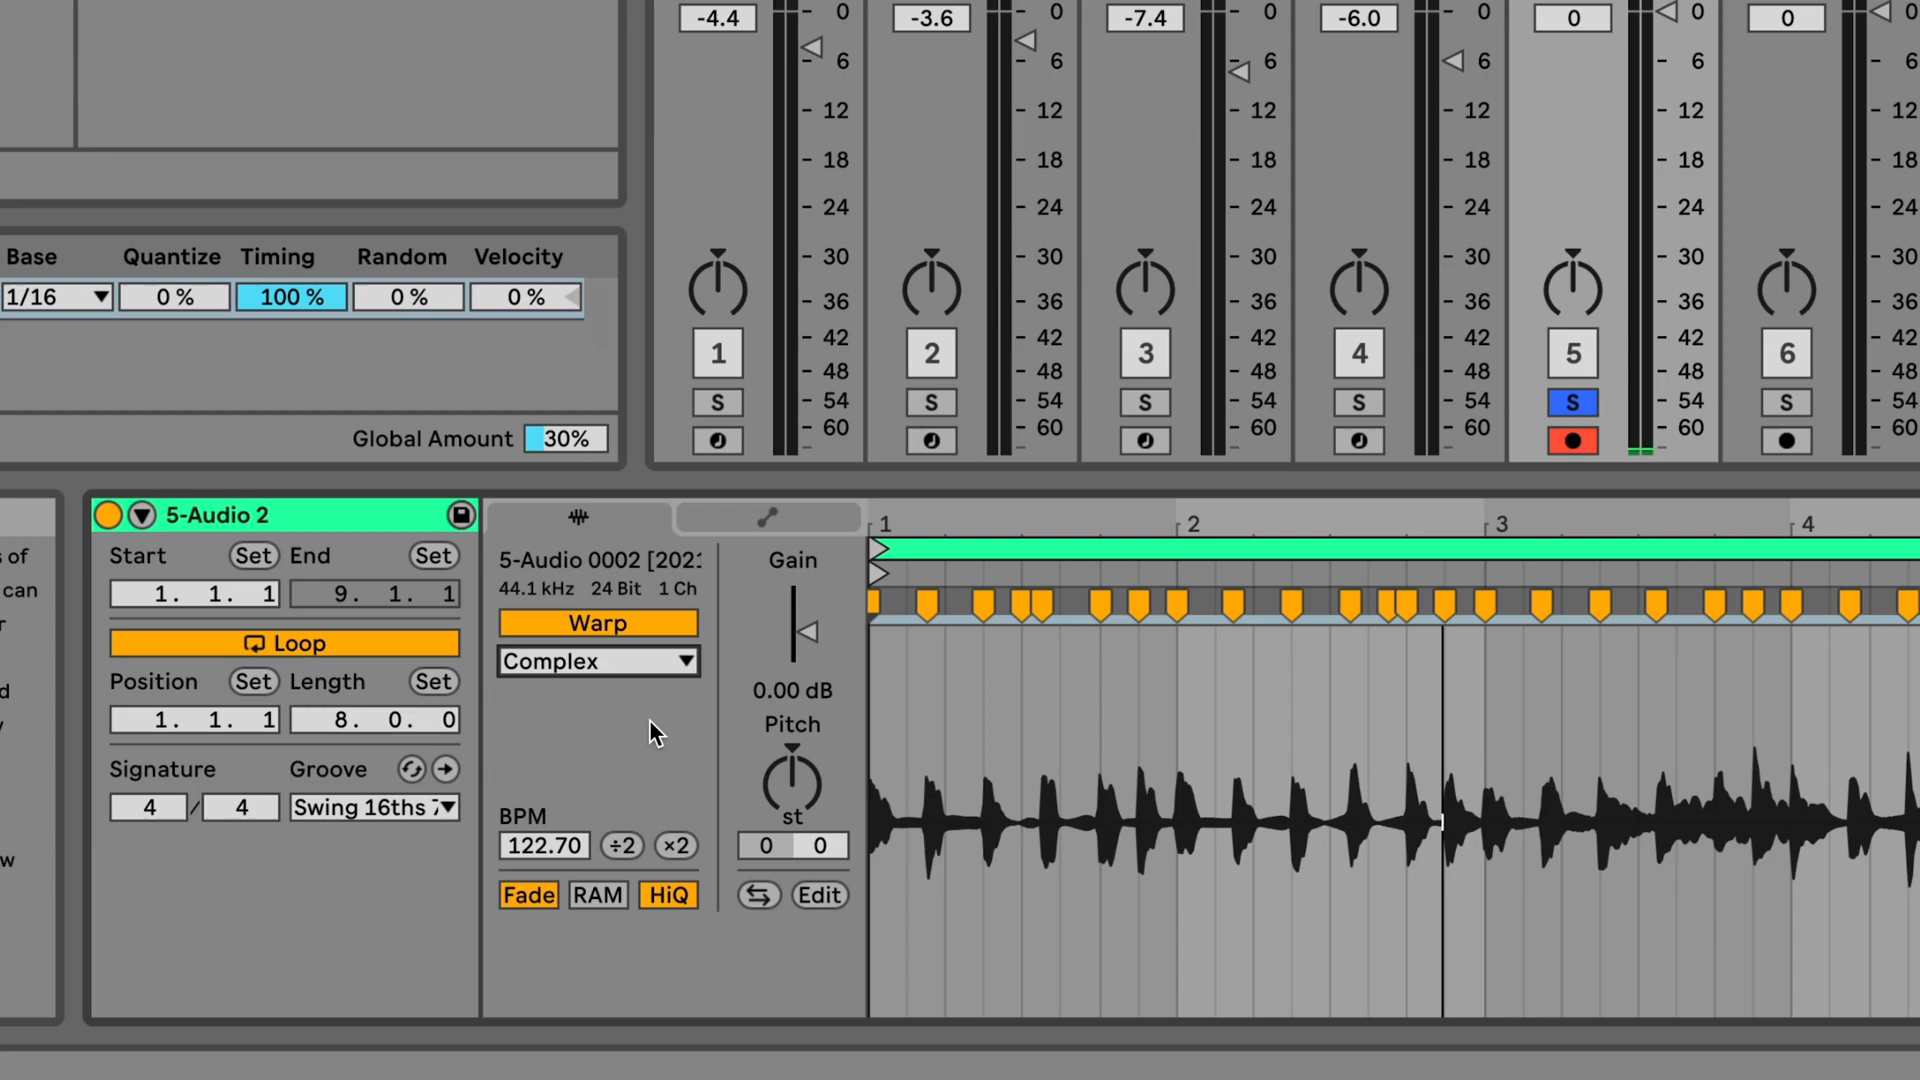 -4.4 0 -3.6 0 -7.4 0 -6.0 0 0 0 0 0
6 6 6 6 6 6
12 12 12 12 12 12
18 18 18 18 18 18
24 24 24 24 24 24
Base Quantize Timing Random Velocity
30 30 30 30 30 30
1/16 0 % 100 % 0 % 0 %
36 36 36 36 36 36
42 42 42 42 42 42
1 2 3 4 5 6
48 48 48 48 48 48
S S S S S S
54 54 54 54 54 54
60 60 60 60 60 60
Global Amount 30%
5-Audio 2
1 2 3 4
s of
can
r
d
y
w
Start Set End Set
1. 1. 1 9. 1. 1
Loop
Position Set Length Set
1. 1. 1 8. 0. 0
Signature Groove
4 / 4 Swing 16ths
5-Audio 0002 [202
44.1 kHz 24 Bit 1 Ch
Warp
Complex
BPM
122.70 ÷2 ×2
Fade RAM HiQ
Gain
0.00 dB
Pitch
st
0 0
Edit